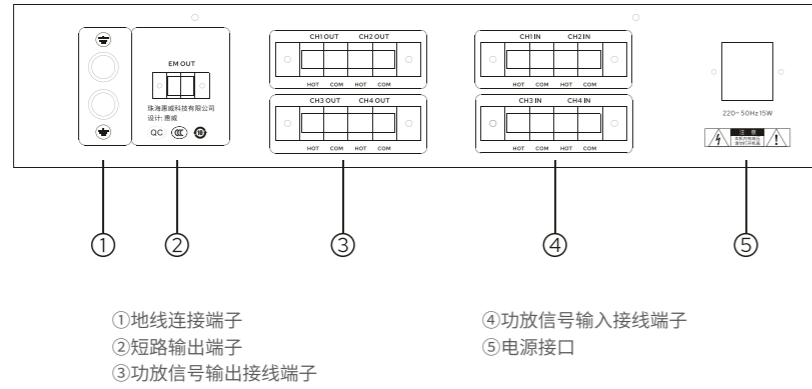 EM OUT
珠海惠威科技有限公司
设计: 惠威
QC CCC 10
CH1 OUT CH2 OUT
HOT COM HOT COM
CH3 OUT CH4 OUT
HOT COM HOT COM
CH1 IN CH2 IN
HOT COM HOT COM
CH3 IN CH4 IN
HOT COM HOT COM
220~ 50Hz 15W
注 意
① ② ③ ④ ⑤
①地线连接端子
②短路输出端子
③功放信号输出接线端子
④功放信号输入接线端子
⑤电源接口